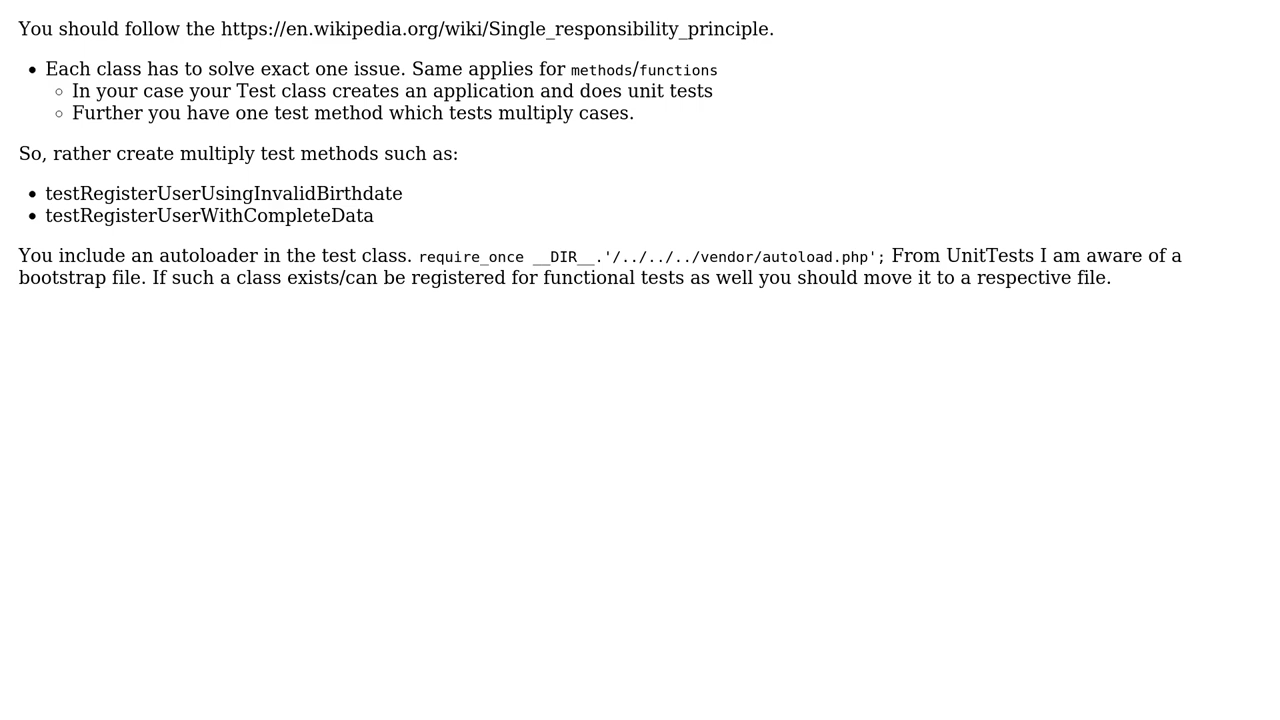 You should follow the https://en.wikipedia.org/wiki/Single_responsibility_principle.
Each class has to solve exact one issue. Same applies for methods/functions
In your case your Test class creates an application and does unit tests
Further you have one test method which tests multiply cases.
So, rather create multiply test methods such as:
testRegisterUserUsingInvalidBirthdate
testRegisterUserWithCompleteData
You include an autoloader in the test class. require_once __DIR__.'/../../../vendor/autoload.php'; From UnitTests I am aware of a
bootstrap file. If such a class exists/can be registered for functional tests as well you should move it to a respective file.